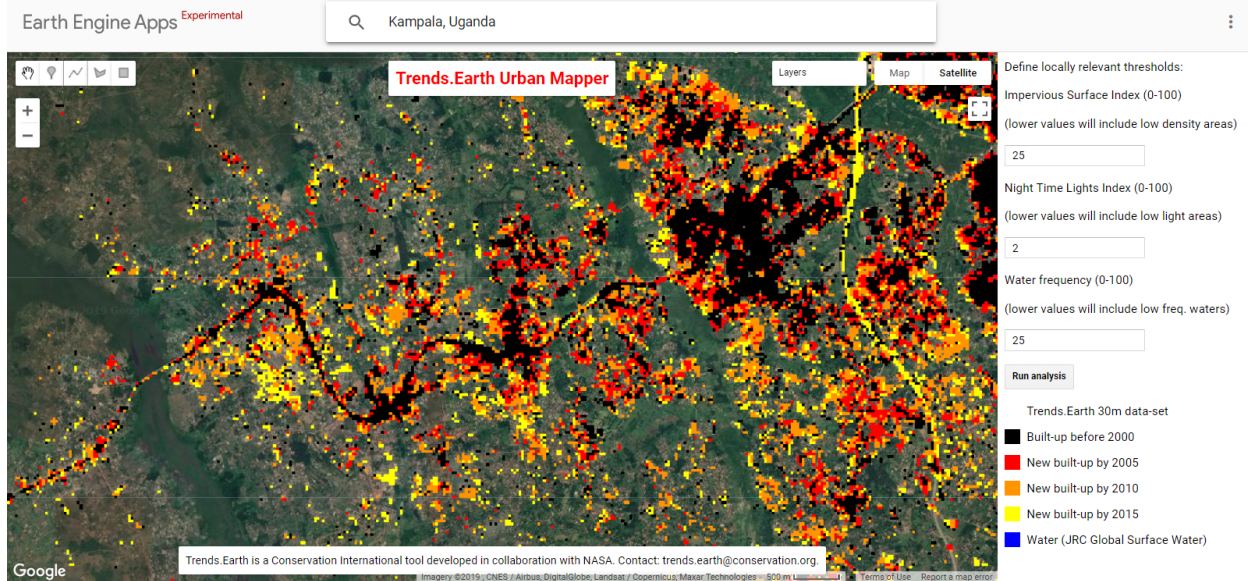 Earth Engine Apps Experimental
Kampala, Uganda
Trends.Earth Urban Mapper
Layers
Map
Satellite
+
−
Define locally relevant thresholds:
Impervious Surface Index (0-100)
(lower values will include low density areas)
25
Night Time Lights Index (0-100)
(lower values will include low light areas)
2
Water frequency (0-100)
(lower values will include low freq. waters)
25
Run analysis
Trends.Earth 30m data-set
Built-up before 2000
New built-up by 2005
New built-up by 2010
New built-up by 2015
Water (JRC Global Surface Water)
Trends.Earth is a Conservation International tool developed in collaboration with NASA. Contact: trends.earth@conservation.org.
Google
Imagery ©2019 , CNES / Airbus, DigitalGlobe, Landsat / Copernicus, Maxar Technologies
500 m
Terms of Use
Report a map error